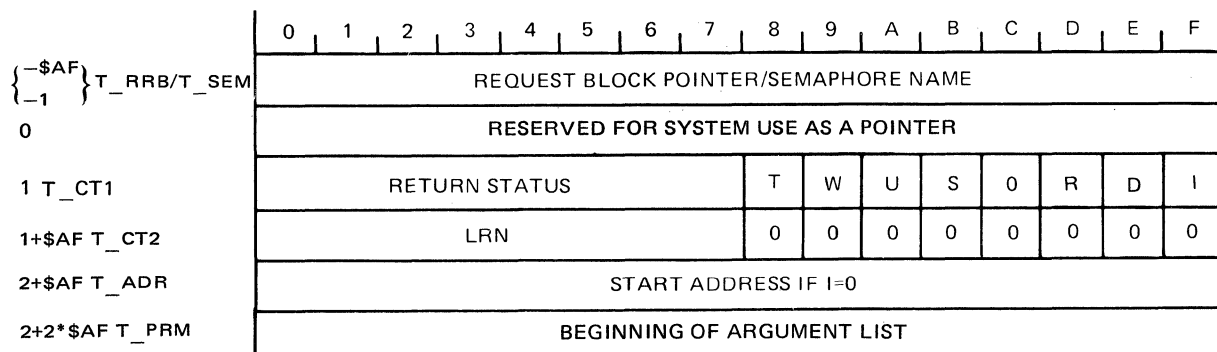 0 1 2 3 4 5 6 7 8 9 A B C D E F
{−$AF
−1} T_RRB/T_SEM REQUEST BLOCK POINTER/SEMAPHORE NAME
0 RESERVED FOR SYSTEM USE AS A POINTER
1 T_CT1 RETURN STATUS T W U S 0 R D I
1+$AF T_CT2 LRN 0 0 0 0 0 0 0 0
2+$AF T_ADR START ADDRESS IF I=0
2+2*$AF T_PRM BEGINNING OF ARGUMENT LIST